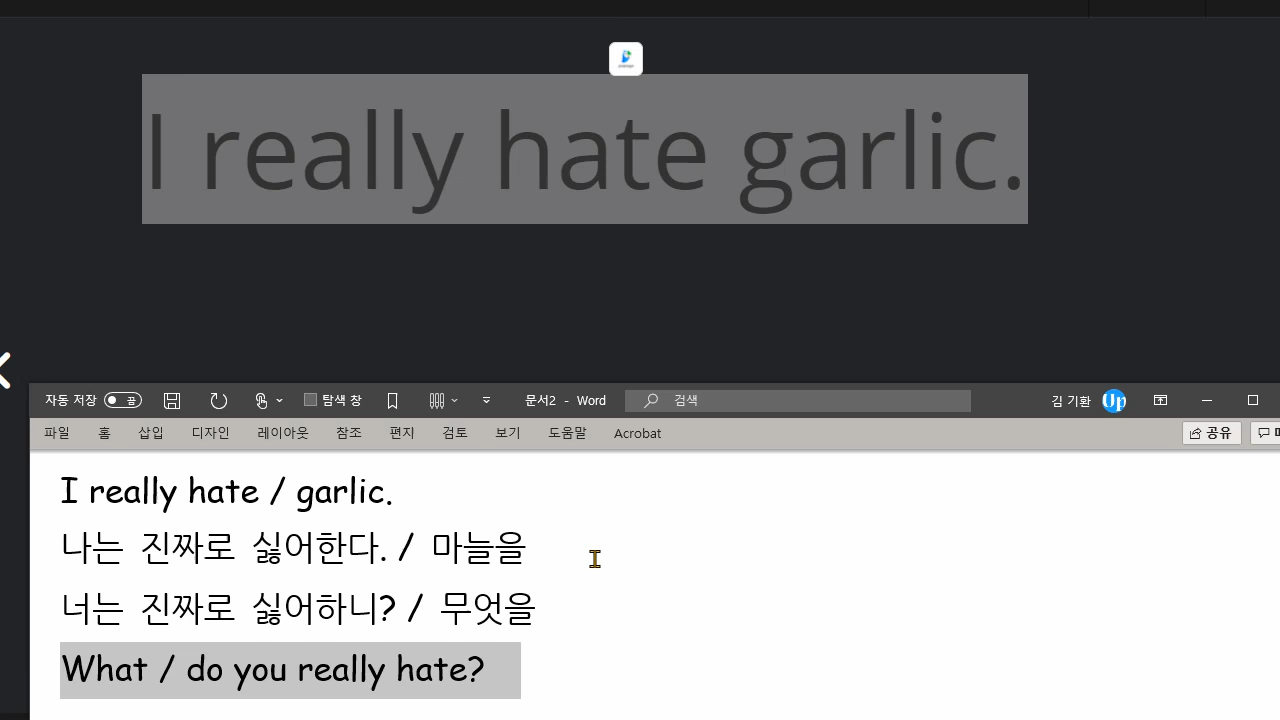 I really hate garlic.
자동 저장 끔 탐색 창 문서2 - Word 검색 김 기환 Up
파일 홈 삽입 디자인 레이아웃 참조 편지 검토 보기 도움말 Acrobat 공유
I really hate / garlic.
나는 진짜로 싫어한다. / 마늘을
너는 진짜로 싫어하니? / 무엇을
What / do you really hate?